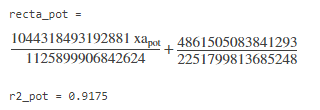 recta_pot =
1044318493192881 xa_pot / 1125899906842624 + 4861505083841293 / 2251799813685248
r2_pot = 0.9175